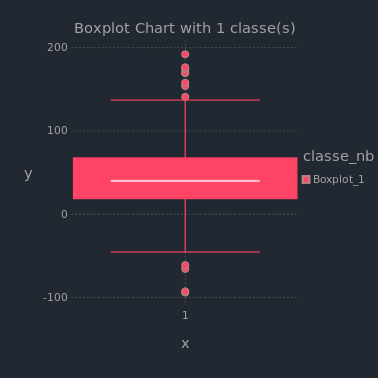 Boxplot Chart with 1 classe(s)
200
100
0
-100
y
1
x
classe_nb
Boxplot_1